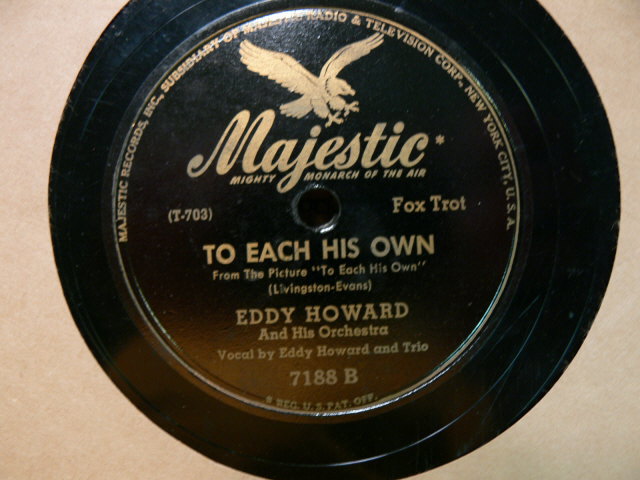 MAJESTIC RECORDS, INC., SUBSIDIARY OF MAJESTIC RADIO & TELEVISION CORP., NEW YORK CITY, U.S.A.
Majestic*
MIGHTY MONARCH OF THE AIR
(T-703)
Fox Trot
TO EACH HIS OWN
From The Picture "To Each His Own"
(Livingston-Evans)
EDDY HOWARD
And His Orchestra
Vocal by Eddy Howard and Trio
7188 B
REG. U.S. PAT. OFF.